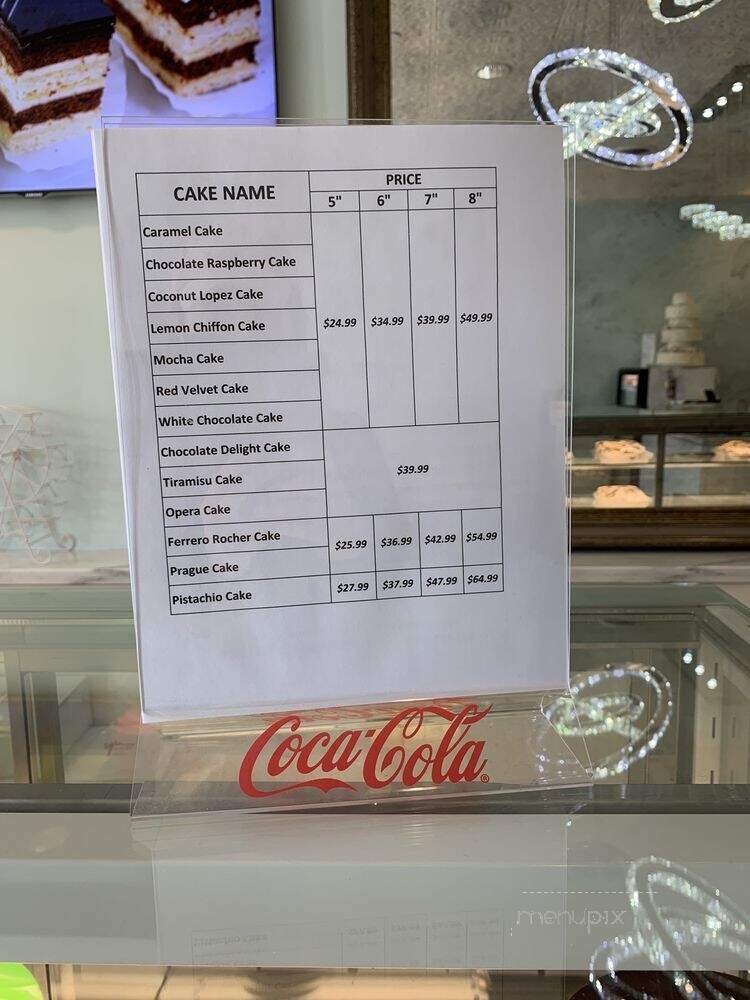 CAKE NAME PRICE
5" 6" 7" 8"
Caramel Cake
Chocolate Raspberry Cake
Coconut Lopez Cake
Lemon Chiffon Cake $24.99 $34.99 $39.99 $49.99
Mocha Cake
Red Velvet Cake
White Chocolate Cake
Chocolate Delight Cake
Tiramisu Cake $39.99
Opera Cake
Ferrero Rocher Cake $25.99 $36.99 $42.99 $54.99
Prague Cake
Pistachio Cake $27.99 $37.99 $47.99 $64.99
Coca-Cola®
menupix